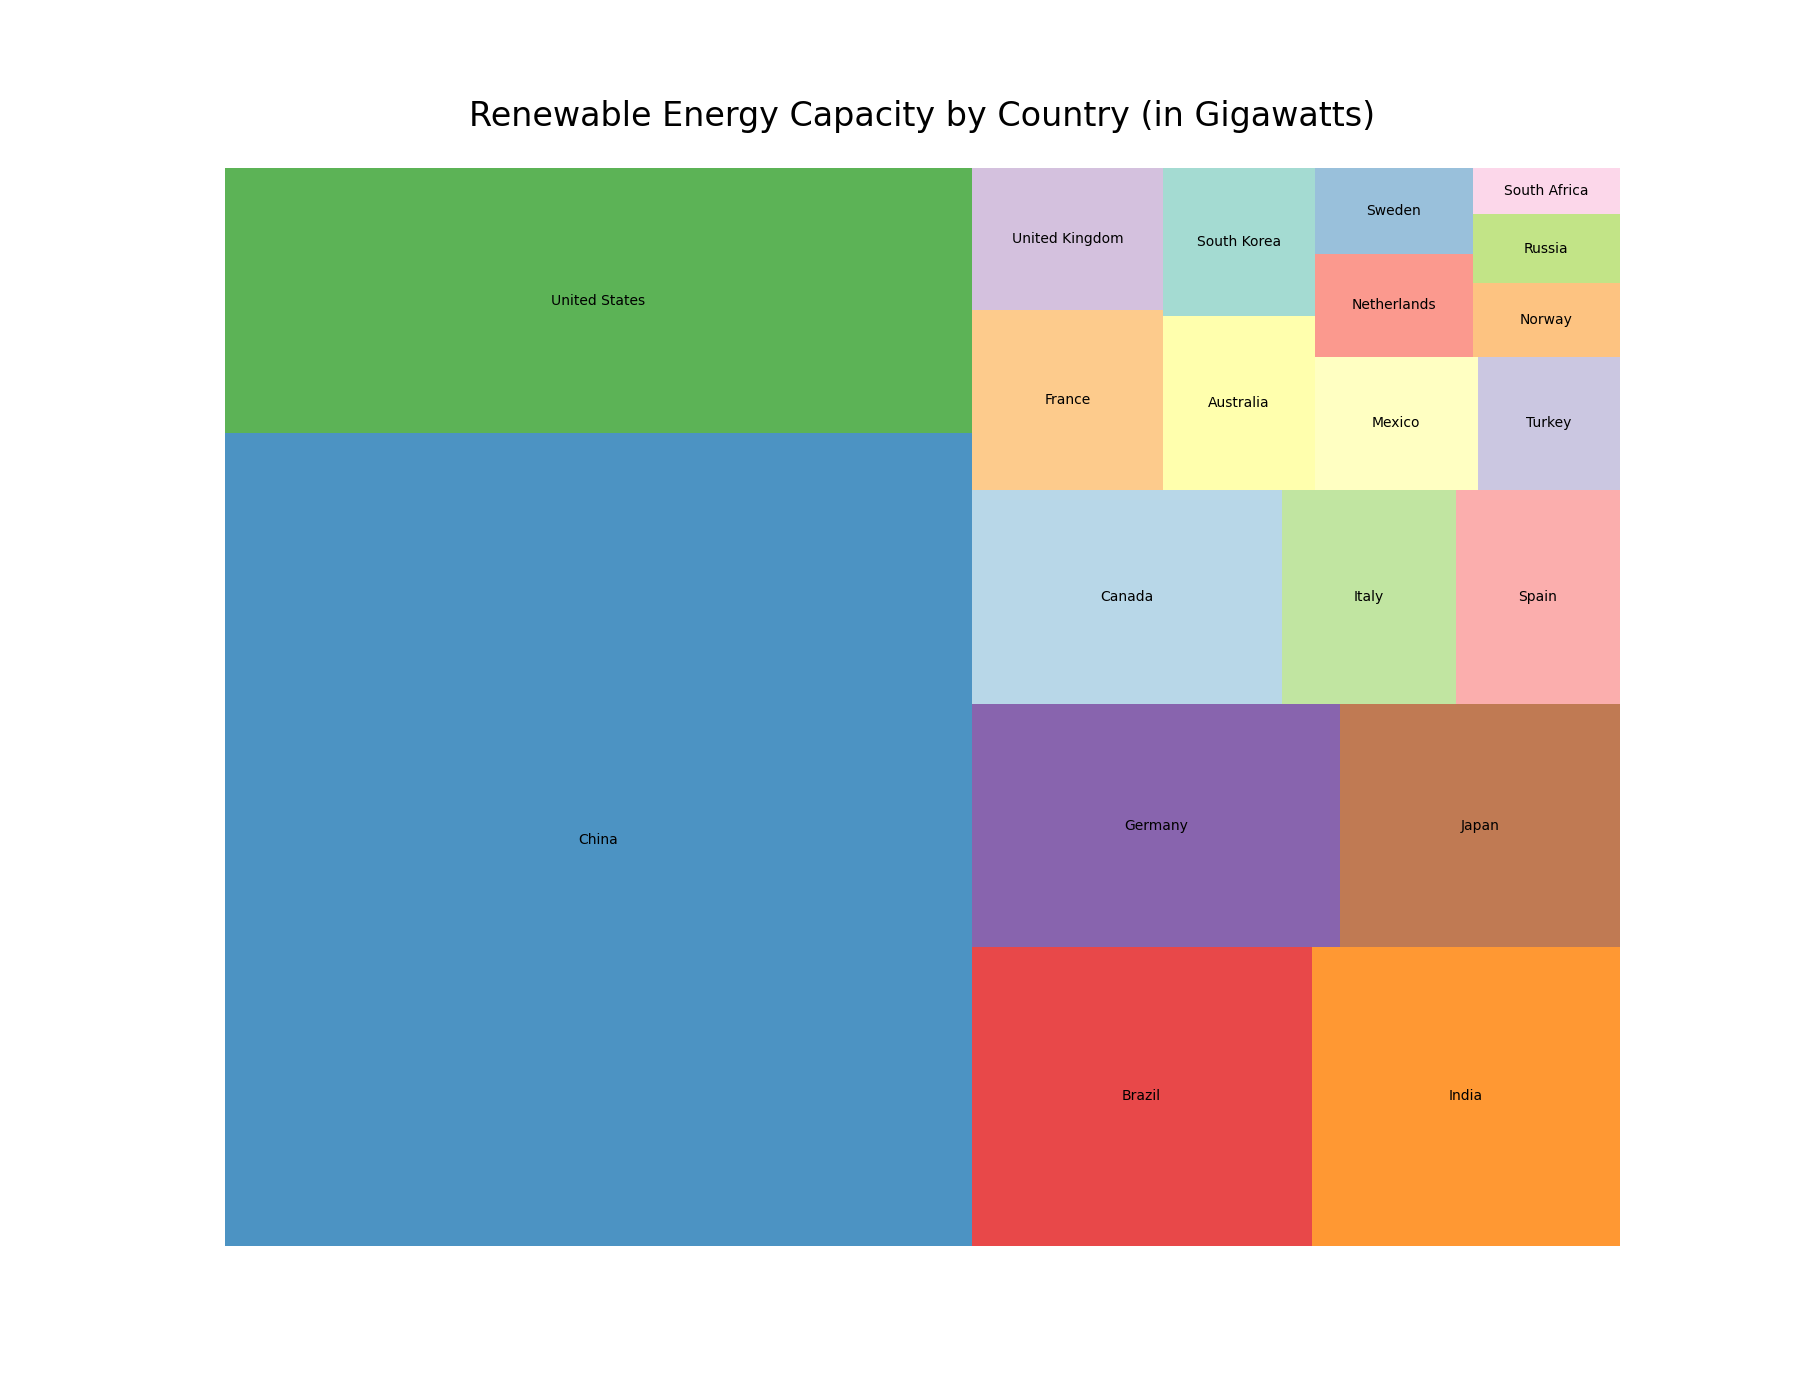 Renewable Energy Capacity by Country (in Gigawatts)
United States
China
United Kingdom
South Korea
Sweden
South Africa
Russia
Netherlands
Norway
France
Australia
Mexico
Turkey
Canada
Italy
Spain
Germany
Japan
Brazil
India